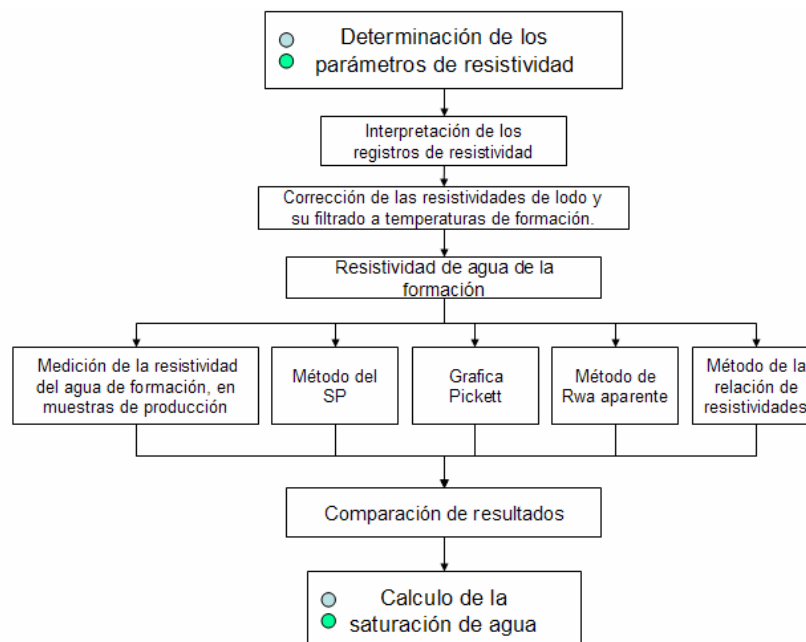 Determinación de los
parámetros de resistividad
Interpretación de los
registros de resistividad
Corrección de las resistividades de lodo y
su filtrado a temperaturas de formación.
Resistividad de agua de la
formación
Medición de la resistividad
del agua de formación, en
muestras de producción
Método del
SP
Grafica
Pickett
Método de
Rwa aparente
Método de la
relación de
resistividades
Comparación de resultados
Calculo de la
saturación de agua